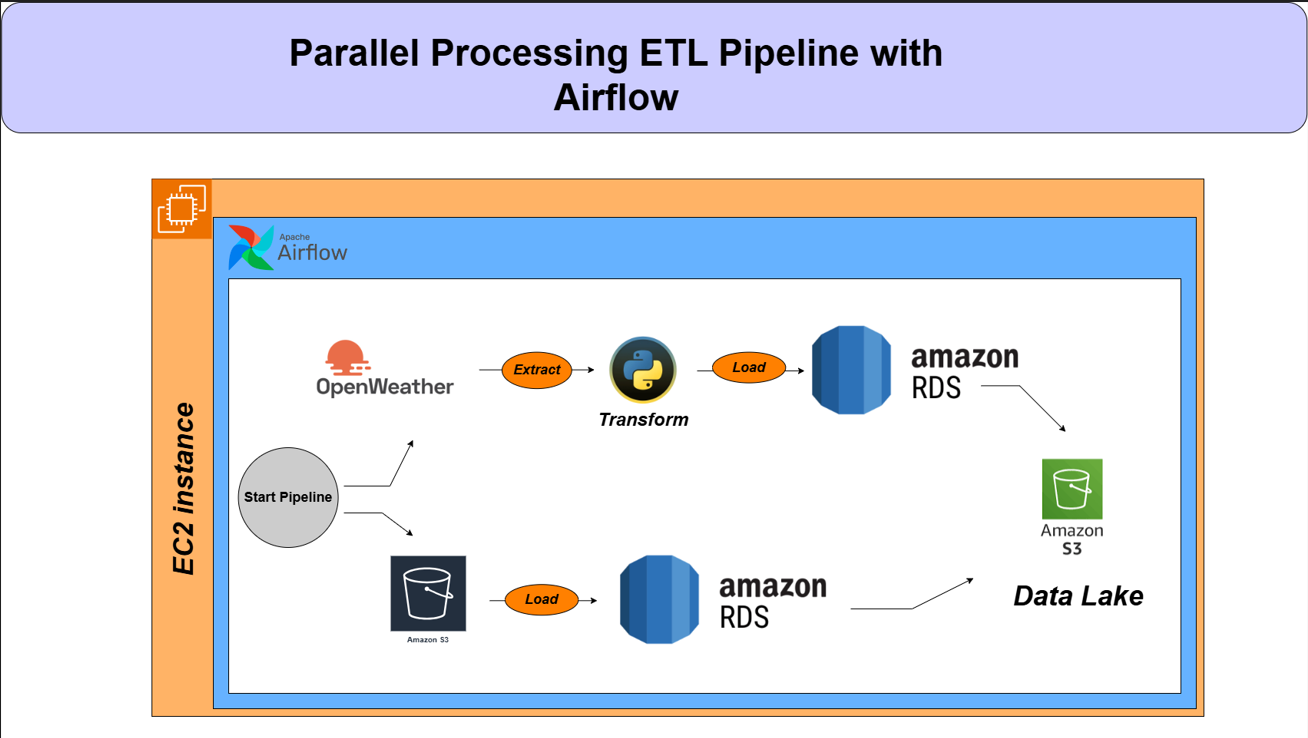 Parallel Processing ETL Pipeline with
Airflow
Apache
Airflow
EC2 instance
OpenWeather
Extract
Transform
Load
amazon
RDS
Start Pipeline
Amazon S3
Load
amazon
RDS
Amazon
S3
Data Lake